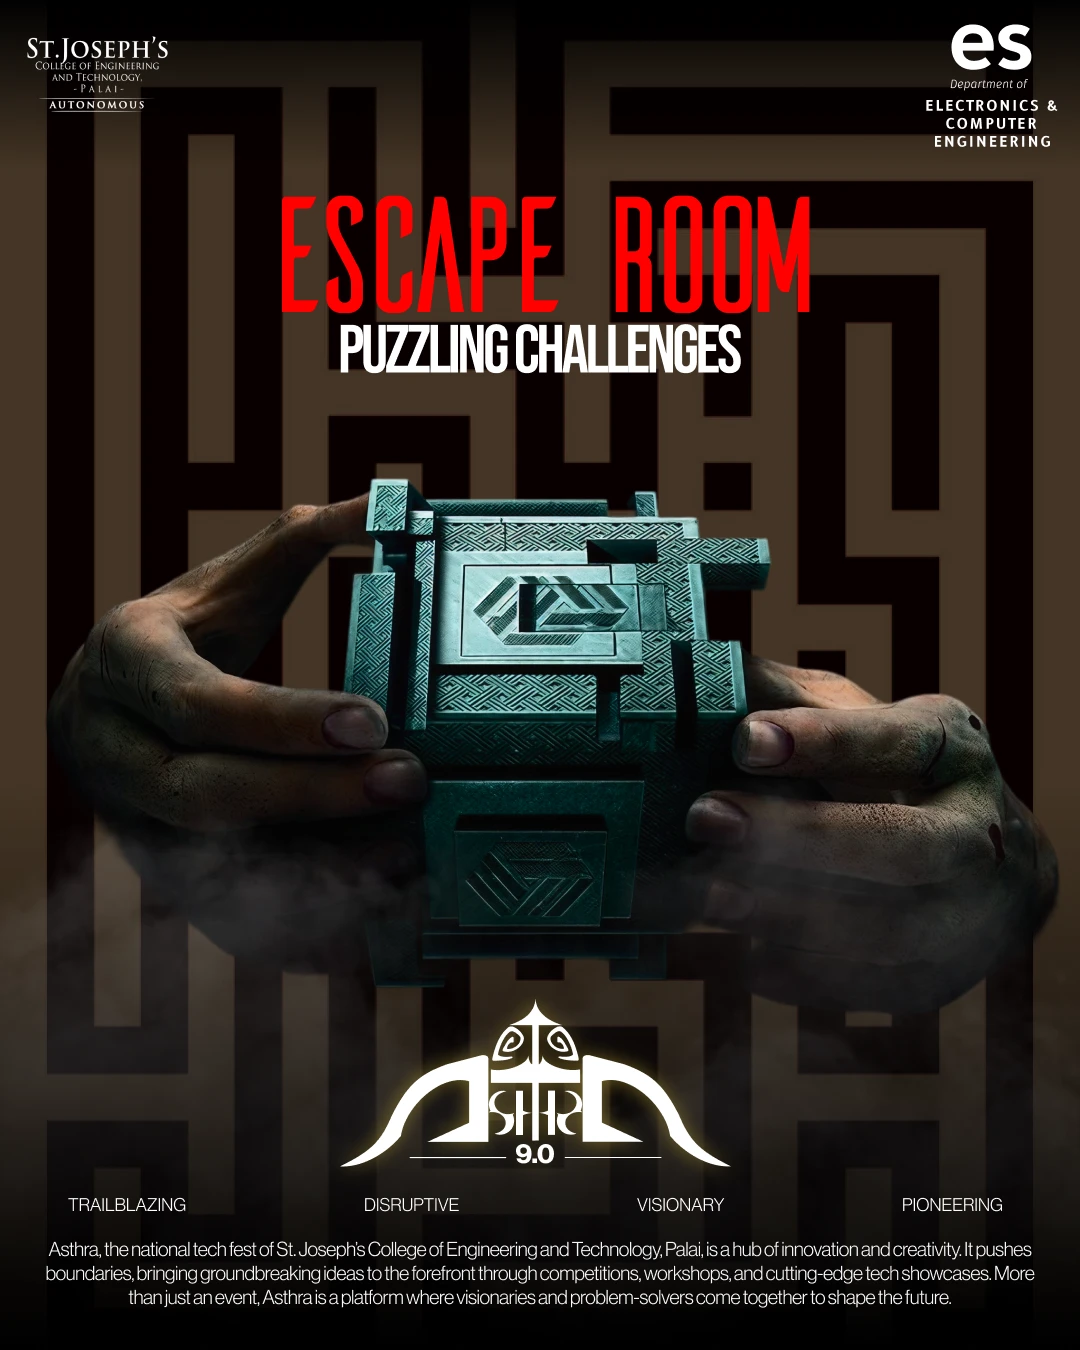 ST.JOSEPH'S
COLLEGE OF ENGINEERING
AND TECHNOLOGY,
-PALAI-
AUTONOMOUS
es
Department of
ELECTRONICS &
COMPUTER
ENGINEERING
ESCAPE ROOM
PUZZLING CHALLENGES
ASTHRA
9.0
TRAILBLAZING
DISRUPTIVE
VISIONARY
PIONEERING
Asthra, the national tech fest of St. Joseph's College of Engineering and Technology, Palai, is a hub of innovation and creativity. It pushes
boundaries, bringing groundbreaking ideas to the forefront through competitions, workshops, and cutting-edge tech showcases. More
than just an event, Asthra is a platform where visionaries and problem-solvers come together to shape the future.